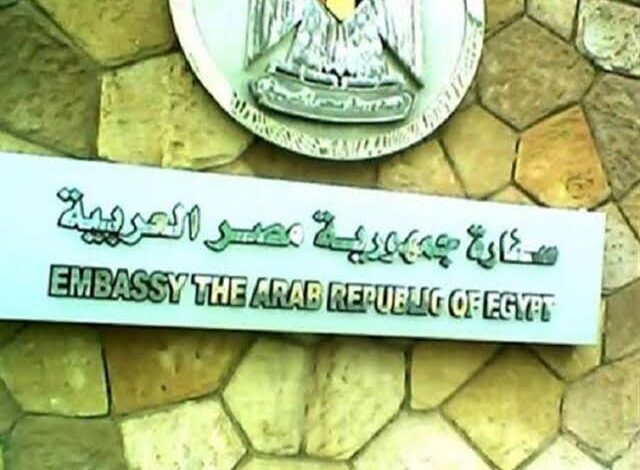 سفارة جمهورية مصر العربية
EMBASSY THE ARAB REPUBLIC OF EGYPT